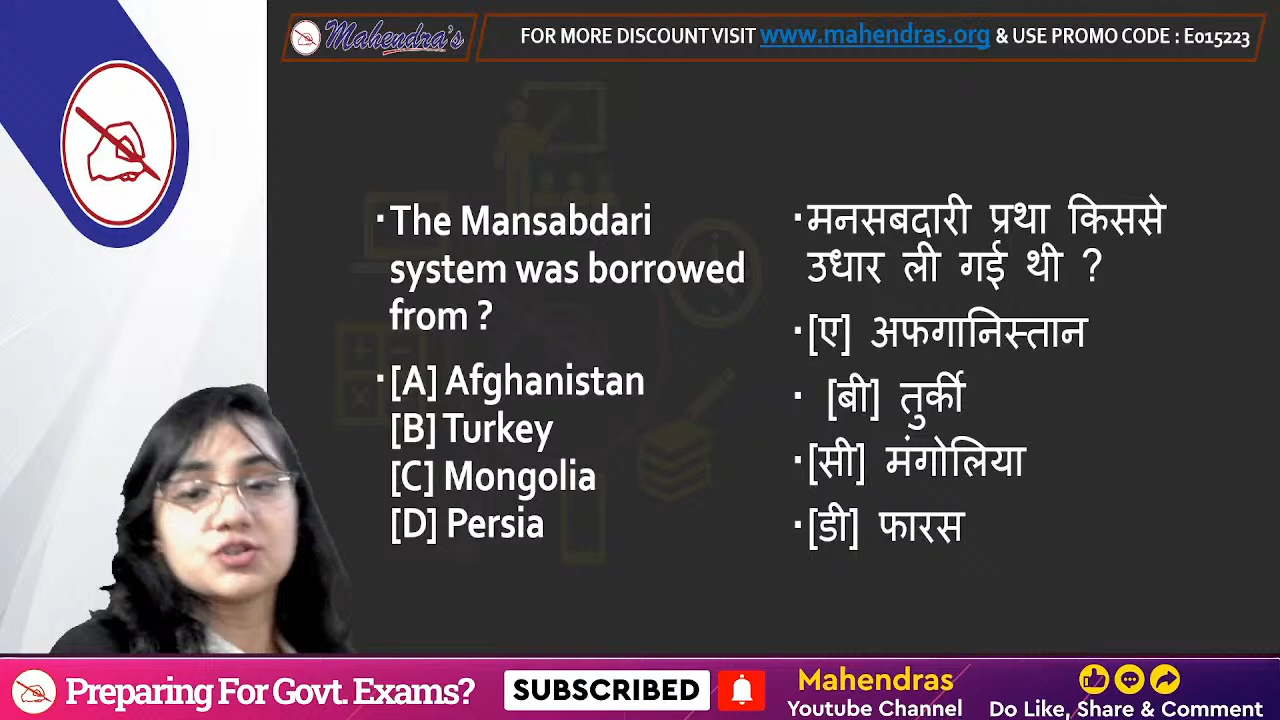 Mahendra's
FOR MORE DISCOUNT VISIT www.mahendras.org & USE PROMO CODE : E015223
The Mansabdari
system was borrowed
from ?
[A] Afghanistan
[B] Turkey
[C] Mongolia
[D] Persia
मनसबदारी प्रथा किससे
उधार ली गई थी ?
[ए] अफगानिस्तान
[बी] तुर्की
[सी] मंगोलिया
[डी] फारस
Preparing For Govt. Exams?
SUBSCRIBED
Mahendras
Youtube Channel
Do Like, Share & Comment